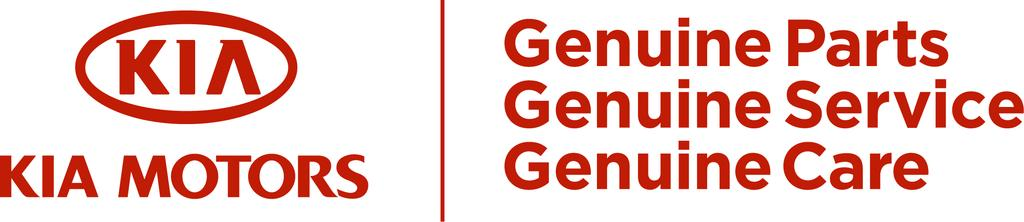 KIA
KIA MOTORS
Genuine Parts
Genuine Service
Genuine Care